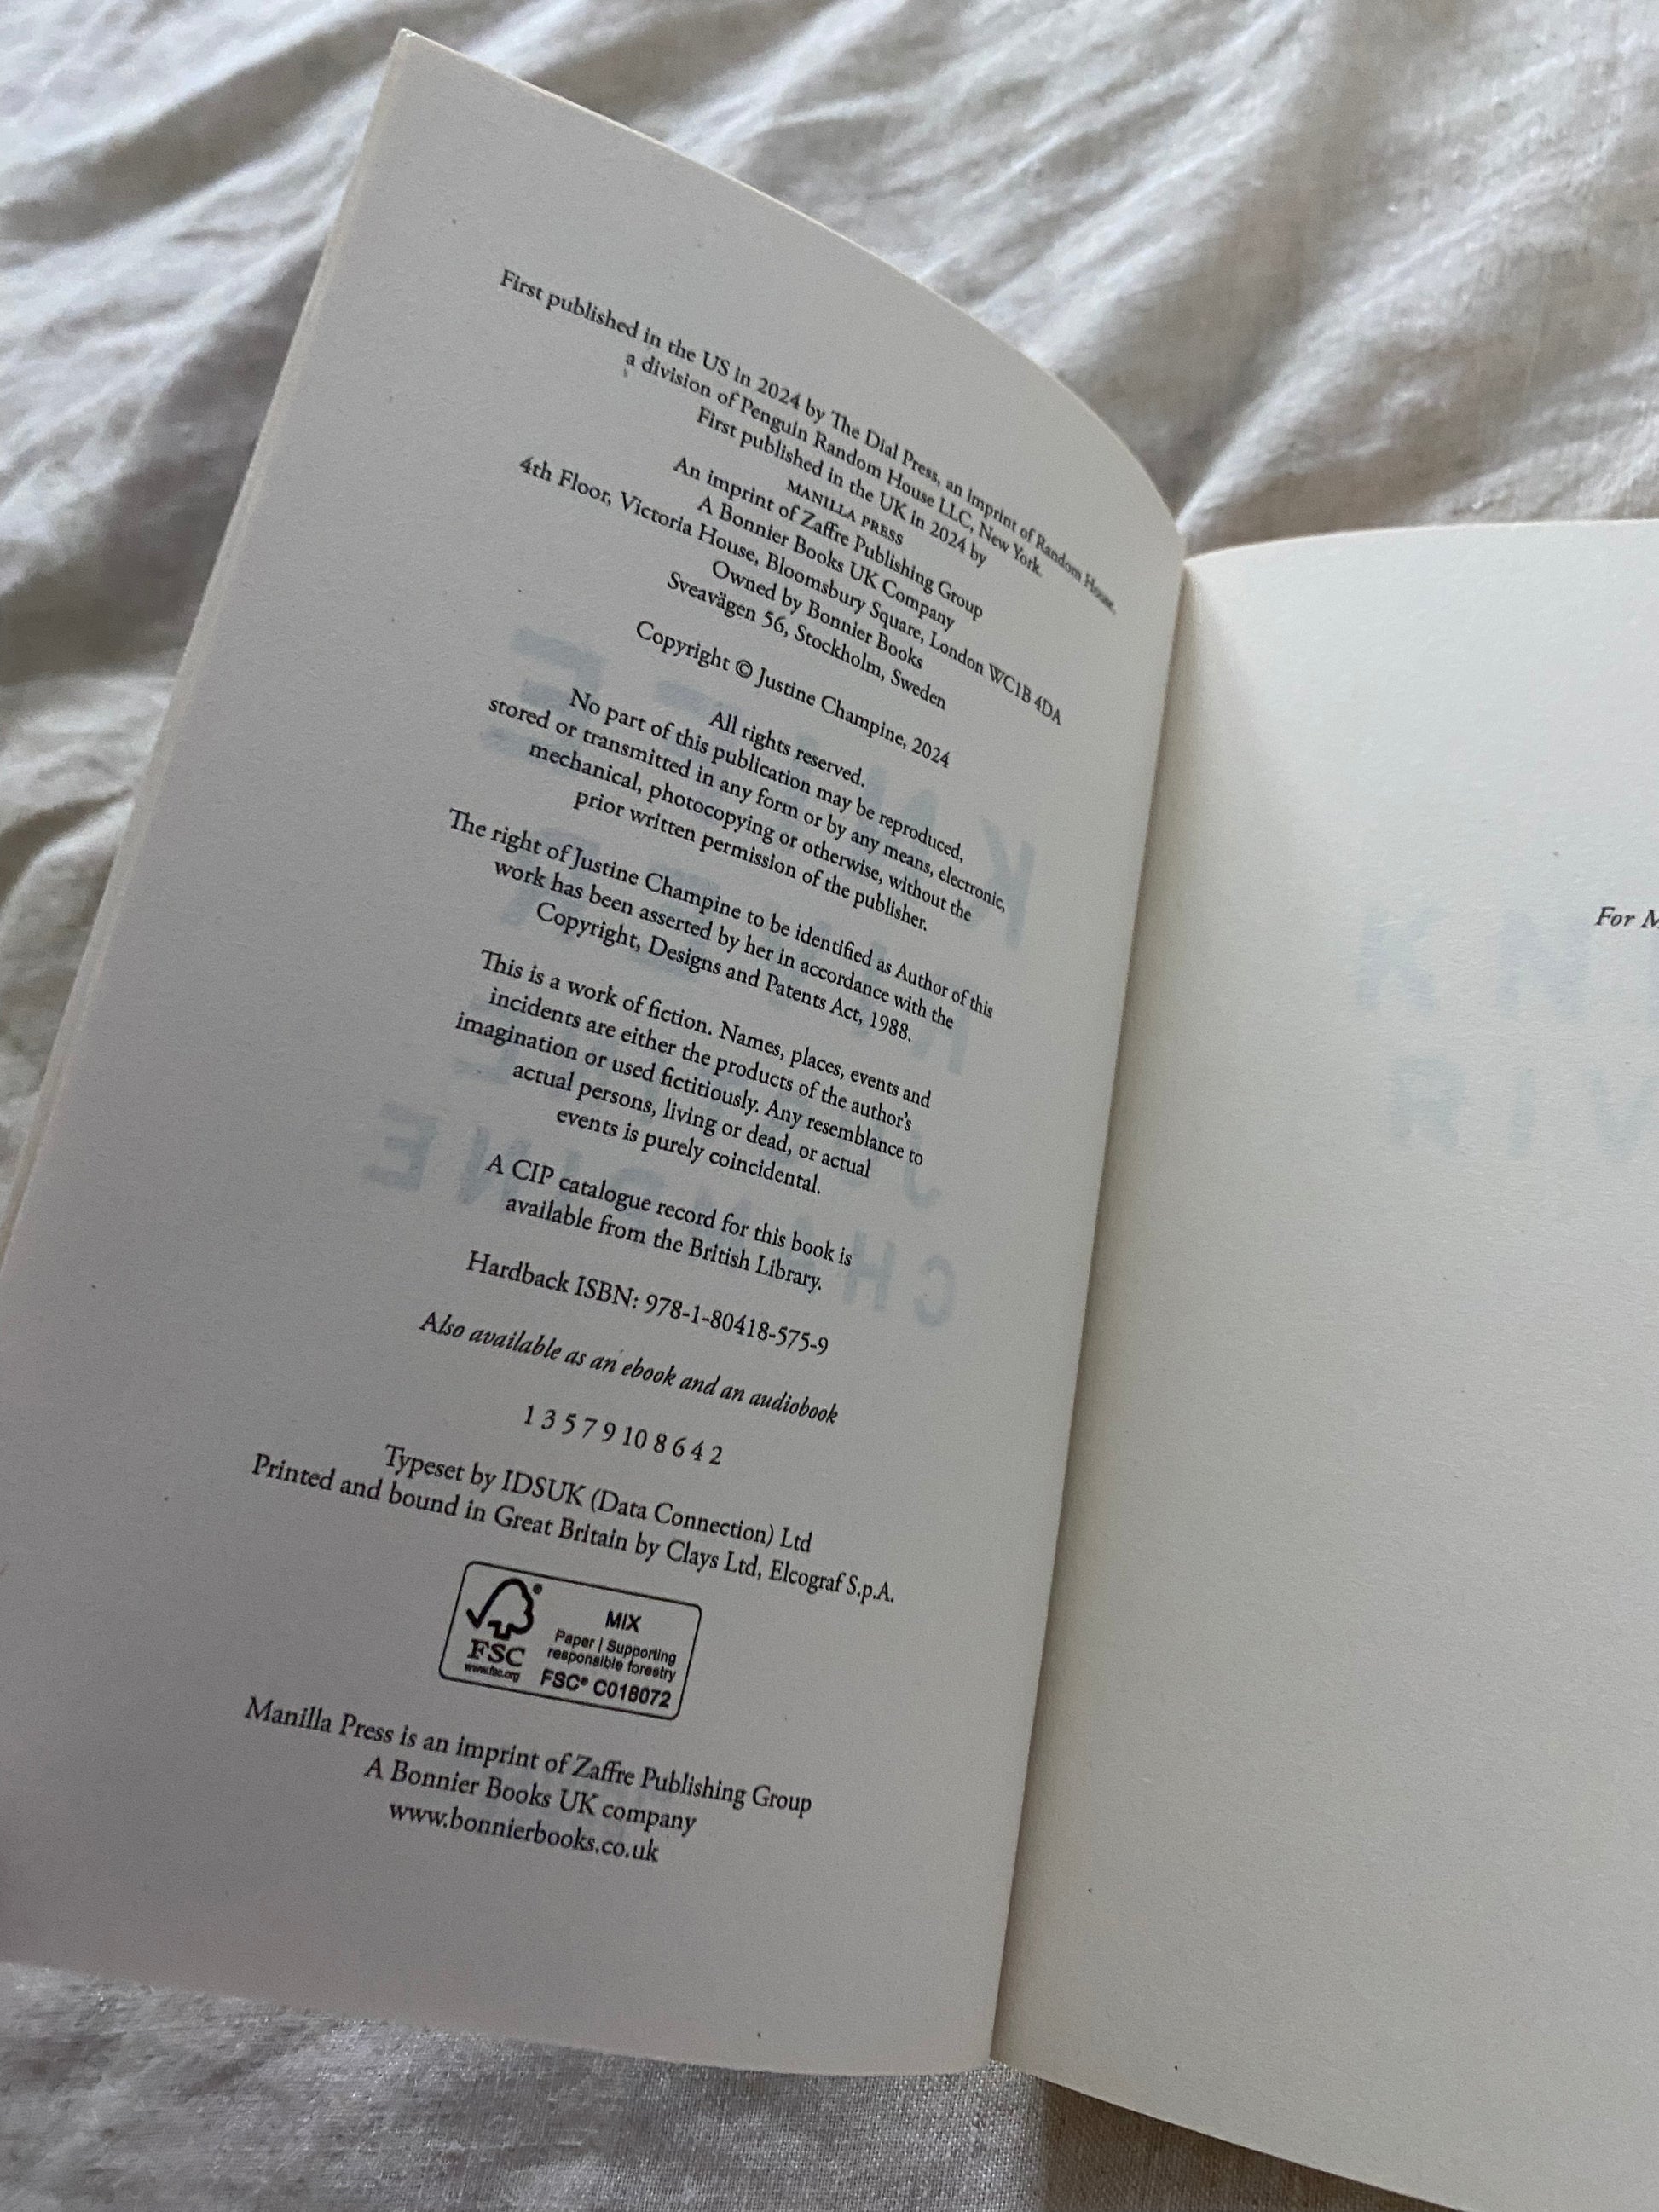 First published in the US in 2024 by The Dial Press, an imprint of Random House,
a division of Penguin Random House LLC, New York.
First published in the UK in 2024 by
MANILLA PRESS
An imprint of Zaffre Publishing Group
A Bonnier Books UK Company
4th Floor, Victoria House, Bloomsbury Square, London WC1B 4DA
Owned by Bonnier Books
Sveavägen 56, Stockholm, Sweden
Copyright © Justine Champine, 2024
All rights reserved.
No part of this publication may be reproduced,
stored or transmitted in any form or by any means, electronic,
mechanical, photocopying or otherwise, without the
prior written permission of the publisher.
The right of Justine Champine to be identified as Author of this
work has been asserted by her in accordance with the
Copyright, Designs and Patents Act, 1988.
This is a work of fiction. Names, places, events and
incidents are either the products of the author's
imagination or used fictitiously. Any resemblance to
actual persons, living or dead, or actual
events is purely coincidental.
A CIP catalogue record for this book is
available from the British Library.
Hardback ISBN: 978-1-80418-575-9
Also available as an ebook and an audiobook
1 3 5 7 9 10 8 6 4 2
Typeset by IDSUK (Data Connection) Ltd
Printed and bound in Great Britain by Clays Ltd, Elcograf S.p.A.
FSC
www.fsc.org
MIX
Paper | Supporting
responsible forestry
FSC® C018072
Manilla Press is an imprint of Zaffre Publishing Group
A Bonnier Books UK company
www.bonnierbooks.co.uk
For